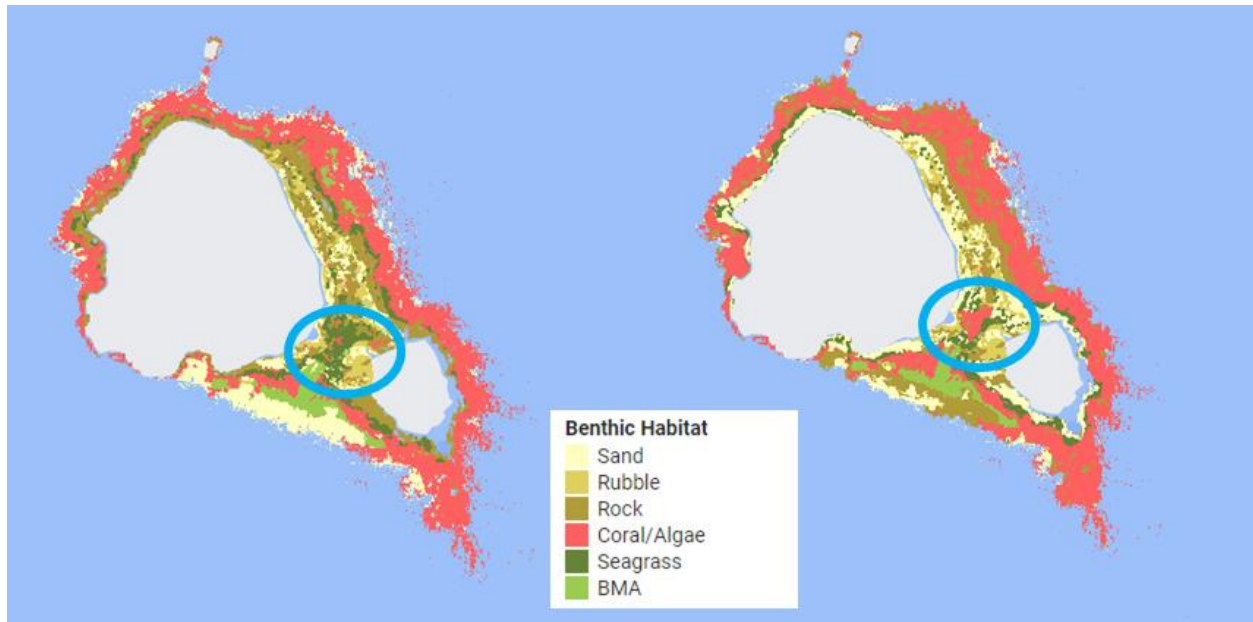 Benthic Habitat
Sand
Rubble
Rock
Coral/Algae
Seagrass
BMA